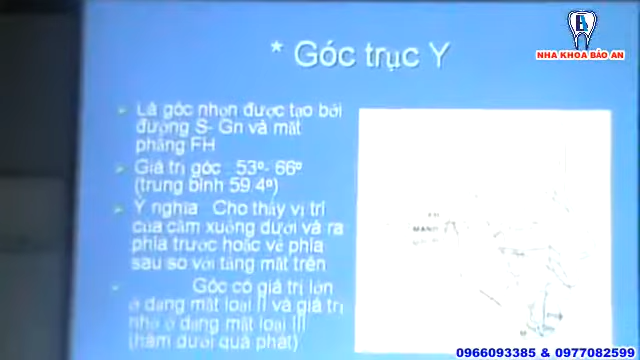 NHA KHOA BẢO AN
* Góc trục Y
Là góc nhọn được tạo bởi
đường S- Gn và mặt
phẳng FH
Giá trị góc 53º- 66º
(trung bình 59.4º)
Ý nghĩa Cho thấy vị trí
của cằm xuống dưới và ra
phía trước hoặc về phía
sau so với tầng mặt trên
Góc có giá trị lớn
ở dạng mặt loại II và giá trị
nhỏ ở dạng mặt loại III
(hàm dưới quá phát)
0966093385 & 0977082599